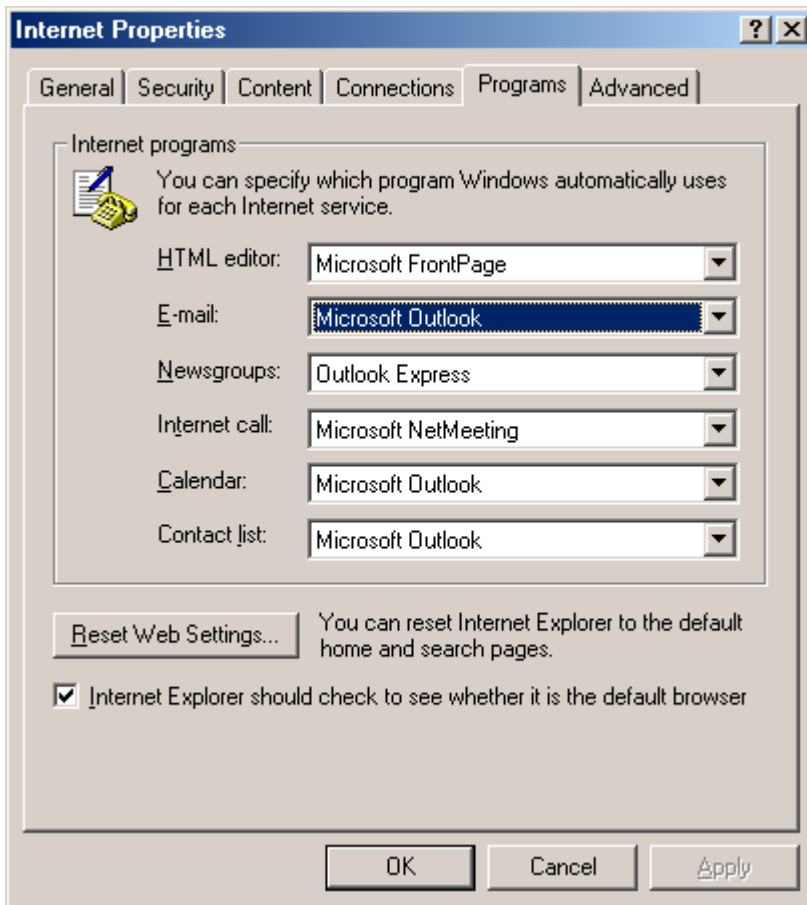 Internet Properties
General Security Content Connections Programs Advanced
Internet programs
You can specify which program Windows automatically uses
for each Internet service.
HTML editor: Microsoft FrontPage
E-mail: Microsoft Outlook
Newsgroups: Outlook Express
Internet call: Microsoft NetMeeting
Calendar: Microsoft Outlook
Contact list: Microsoft Outlook
Reset Web Settings... You can reset Internet Explorer to the default
home and search pages.
Internet Explorer should check to see whether it is the default browser
OK Cancel Apply